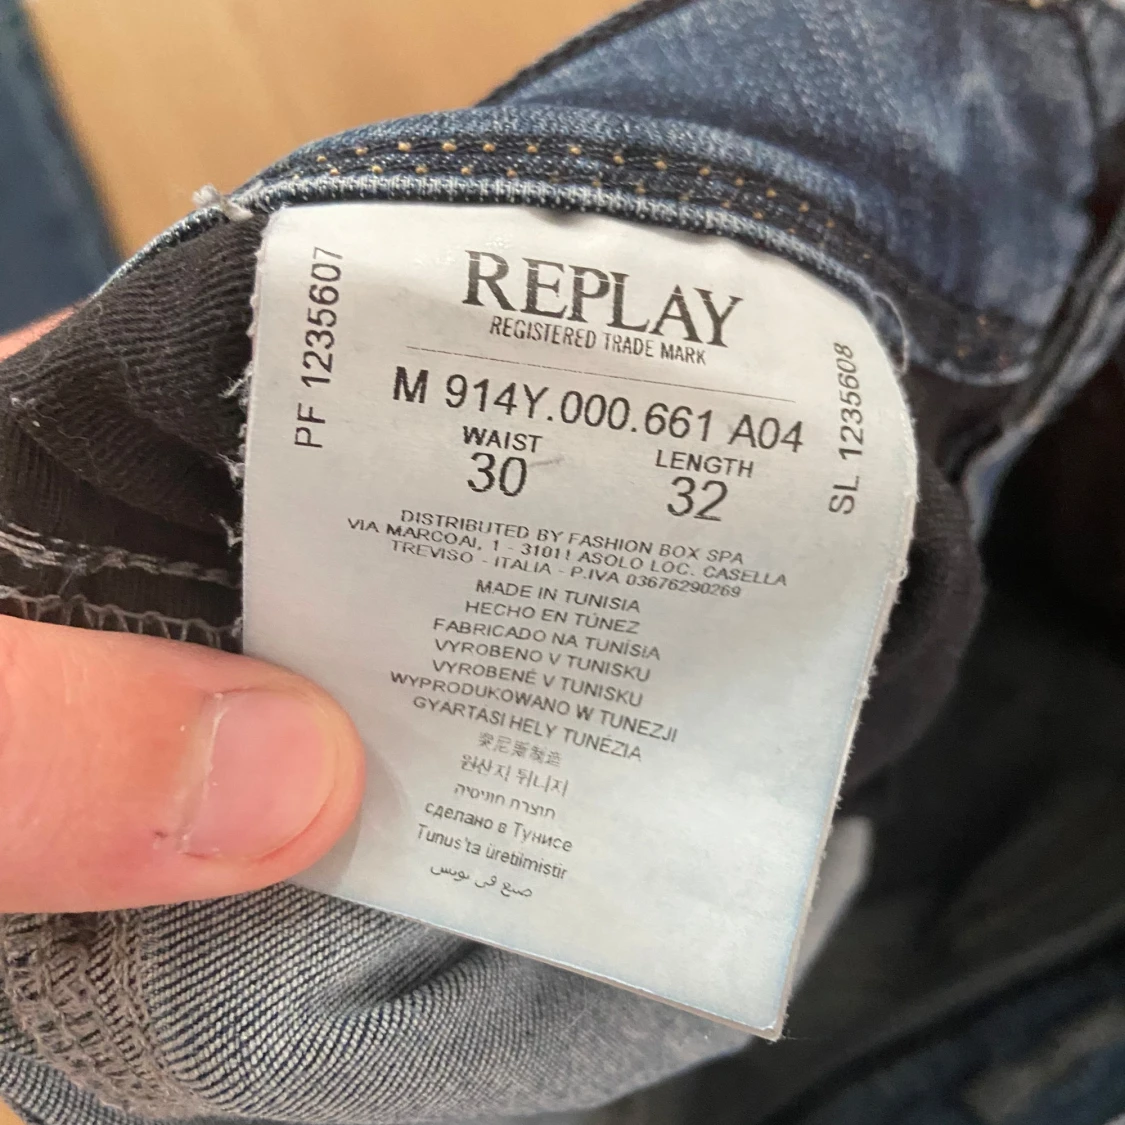 REPLAY
REGISTERED TRADE MARK
PF 1235607
M 914Y.000.661 A04
SL 1235608
WAIST LENGTH
30 32
DISTRIBUTED BY FASHION BOX SPA
VIA MARCOAI, 1 - 31011 ASOLO LOC. CASELLA
TREVISO - ITALIA - P.IVA 03676290269
MADE IN TUNISIA
HECHO EN TÚNEZ
FABRICADO NA TUNÍSIA
VYROBENO V TUNISKU
VYROBENÉ V TUNISKU
WYPRODUKOWANO W TUNEZJI
GYARTASI HELY TUNÉZIA
突尼斯制造
원산지 튀니지
תוצרת תוניסיה
сделано в Тунисе
Tunus'ta üretilmistir
صنع في تونس